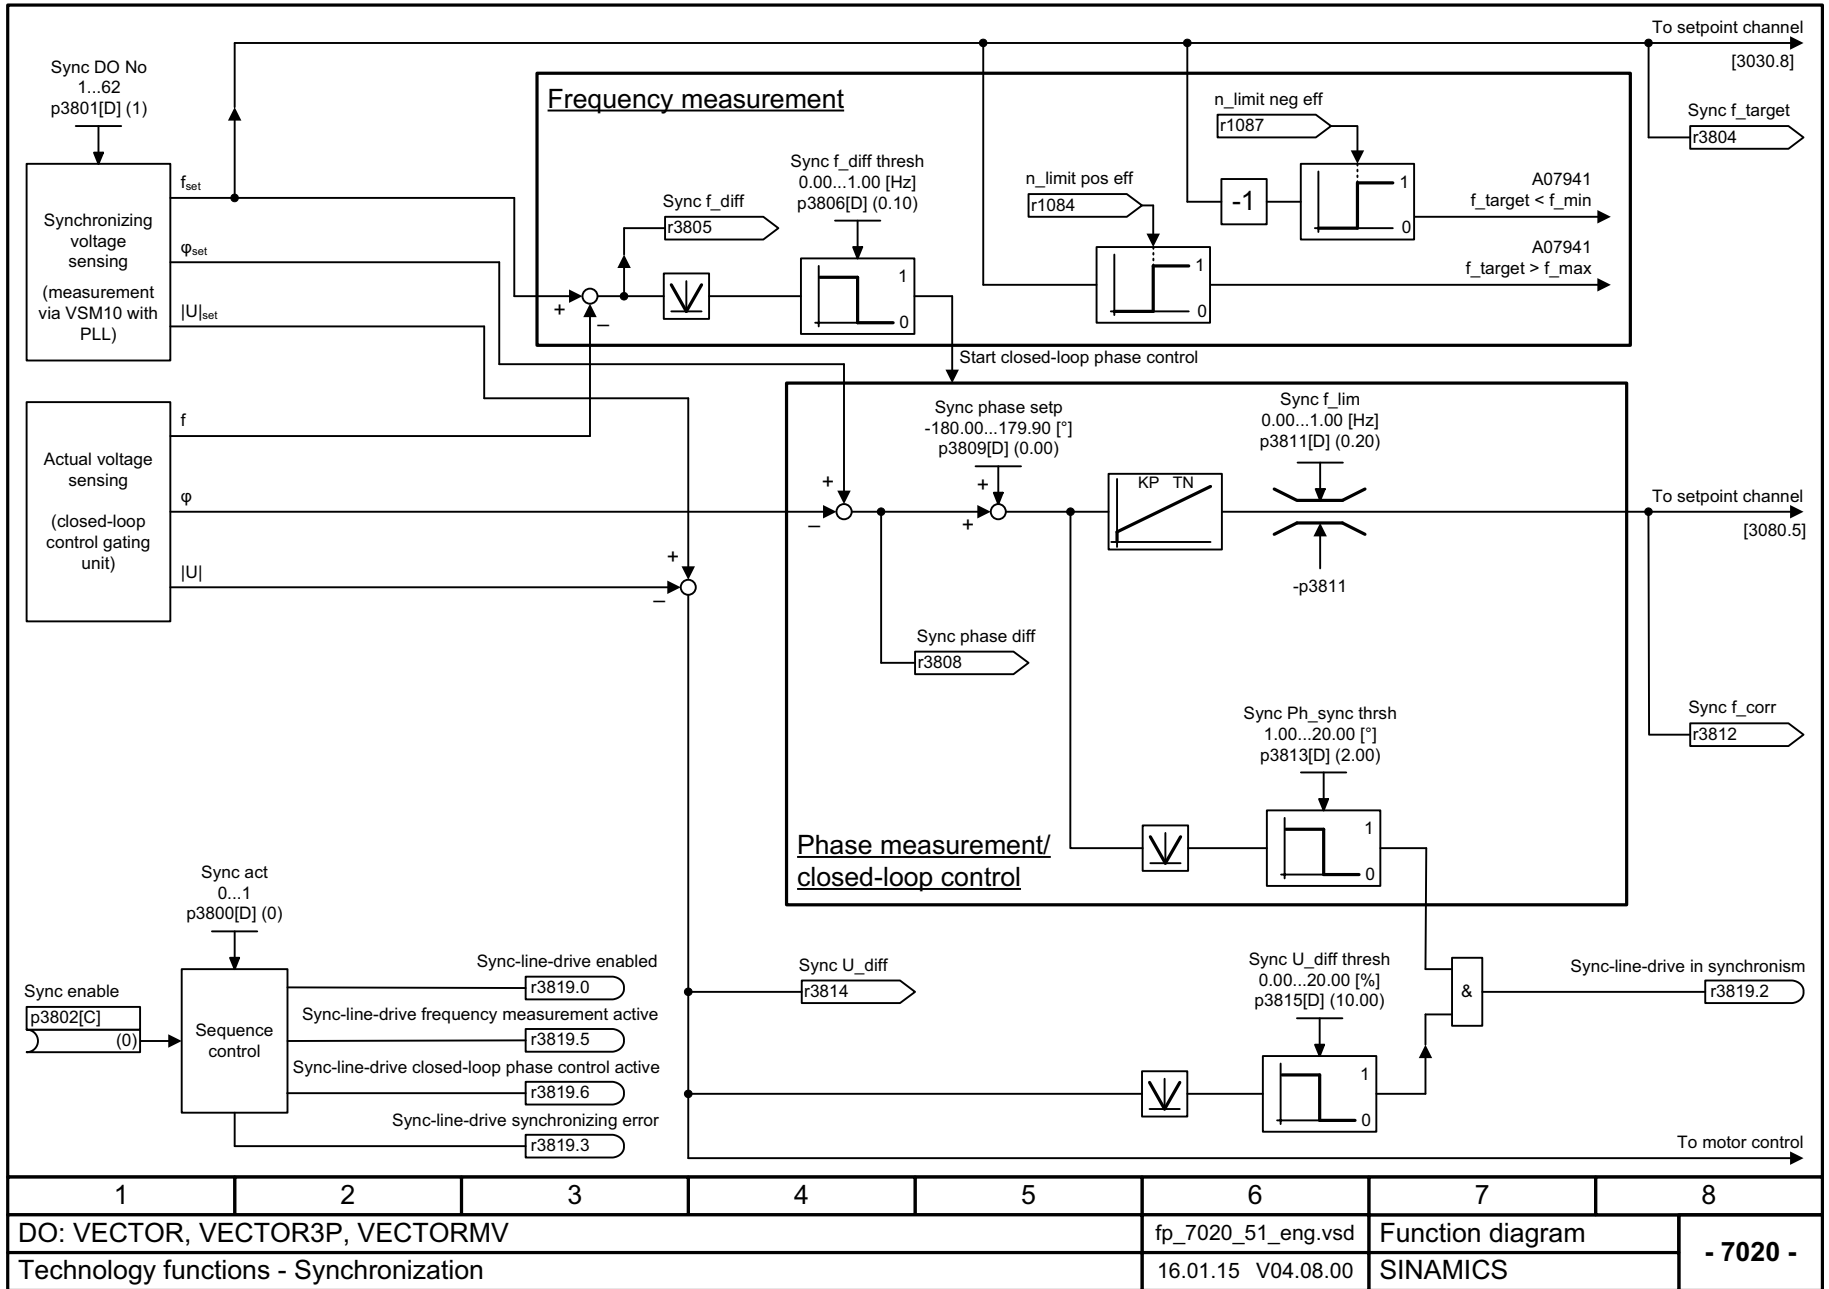 To setpoint channel
[3030.8]
Sync DO No
1...62
p3801[D] (1)
Frequency measurement
n_limit neg eff
r1087
Sync f_target
r3804
Sync f_diff thresh
0.00...1.00 [Hz]
p3806[D] (0.10)
n_limit pos eff
r1084
-1
1
0
A07941
f_target < f_min
fset
Synchronizing
voltage
sensing
(measurement
via VSM10 with
PLL)
Sync f_diff
r3805
φset
|U|set
+
–
1
0
1
0
A07941
f_target > f_max
Start closed-loop phase control
Actual voltage
sensing
(closed-loop
control gating
unit)
f
φ
|U|
Sync phase setp
-180.00...179.90 [°]
p3809[D] (0.00)
Sync f_lim
0.00...1.00 [Hz]
p3811[D] (0.20)
+
–
+
+
KP TN
-p3811
To setpoint channel
[3080.5]
+
–
Sync phase diff
r3808
Sync f_corr
r3812
Sync Ph_sync thrsh
1.00...20.00 [°]
p3813[D] (2.00)
1
0
Phase measurement/
closed-loop control
Sync act
0...1
p3800[D] (0)
Sync enable
p3802[C]
(0)
Sequence
control
Sync-line-drive enabled
r3819.0
Sync-line-drive frequency measurement active
r3819.5
Sync-line-drive closed-loop phase control active
r3819.6
Sync-line-drive synchronizing error
r3819.3
Sync U_diff
r3814
Sync U_diff thresh
0.00...20.00 [%]
p3815[D] (10.00)
1
0
&
Sync-line-drive in synchronism
r3819.2
To motor control
1 2 3 4 5 6 7 8
DO: VECTOR, VECTOR3P, VECTORMV
fp_7020_51_eng.vsd
Function diagram
- 7020 -
Technology functions - Synchronization
16.01.15 V04.08.00
SINAMICS